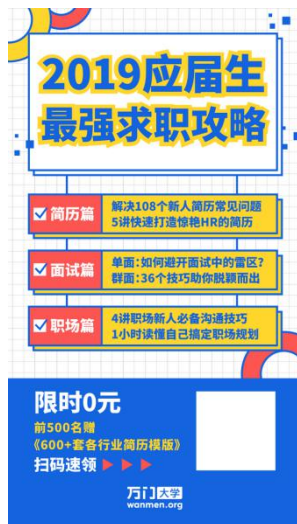 2019应届生
最强求职攻略
简历篇
解决108个新人简历常见问题
5讲快速打造惊艳HR的简历
面试篇
单面:如何避开面试中的雷区?
群面:36个技巧助你脱颖而出
职场篇
4讲职场新人必备沟通技巧
1小时读懂自己搞定职场规划
限时0元
前500名赠
《600+套各行业简历模版》
扫码速领
万门大学
wanmen.org